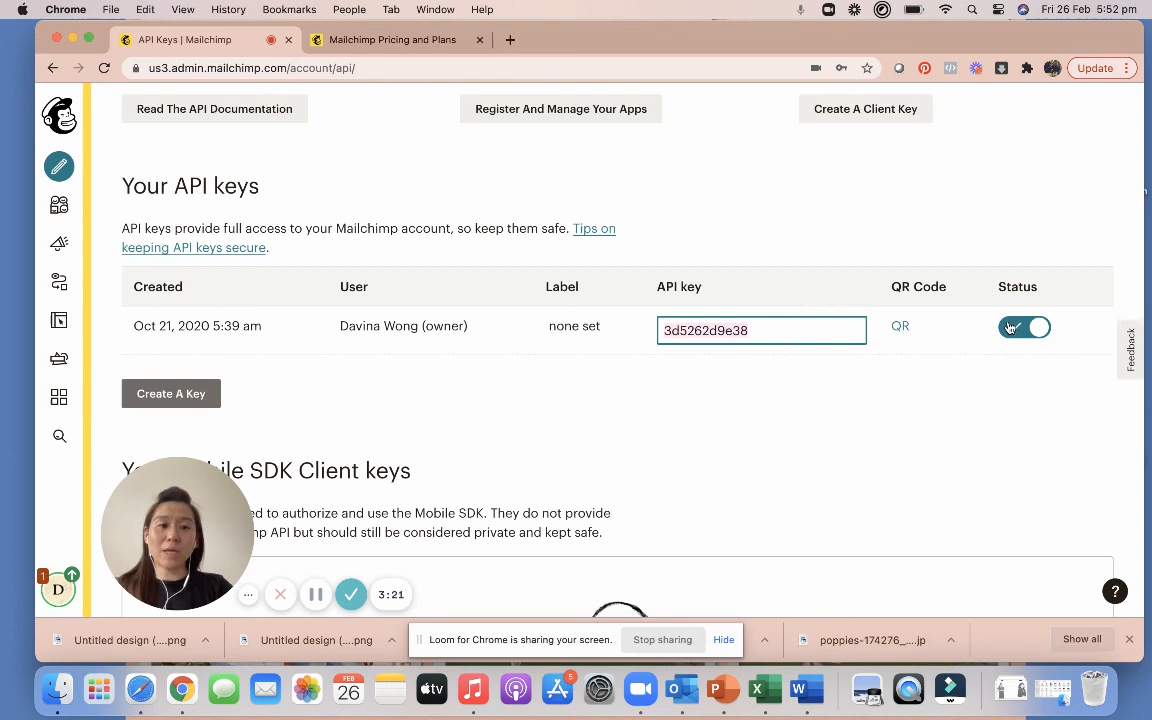 Chrome File Edit View History Bookmarks People Tab Window Help Fri 26 Feb 5:52 pm
API Keys | Mailchimp
Mailchimp Pricing and Plans
us3.admin.mailchimp.com/account/api/
Update
Read The API Documentation
Register And Manage Your Apps
Create A Client Key
Your API keys
API keys provide full access to your Mailchimp account, so keep them safe. Tips on
keeping API keys secure.
Created User Label API key QR Code Status
Oct 21, 2020 5:39 am Davina Wong (owner) none set 3d5262d9e38 QR
Feedback
Create A Key
bile SDK Client keys
ed to authorize and use the Mobile SDK. They do not provide
mp API but should still be considered private and kept safe.
1
D
3:21
?
Untitled design (....png
Untitled design (....png
Loom for Chrome is sharing your screen.
Stop sharing
Hide
poppies-174276_....jp
Show all
FEB
26
tv
5